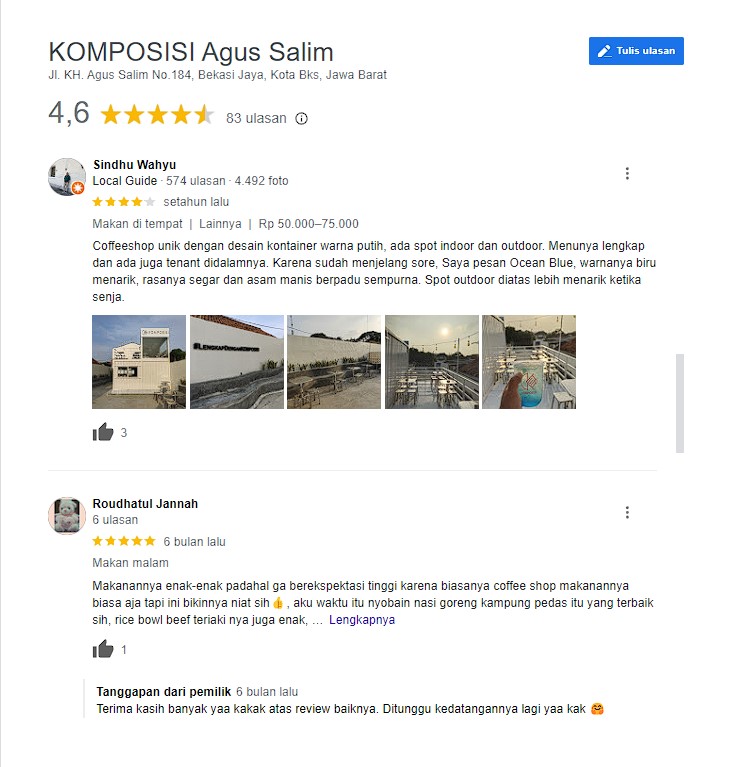 KOMPOSISI Agus Salim
Tulis ulasan
Jl. KH. Agus Salim No.184, Bekasi Jaya, Kota Bks, Jawa Barat
4,6 83 ulasan
Sindhu Wahyu
Local Guide · 574 ulasan · 4.492 foto
setahun lalu
Makan di tempat | Lainnya | Rp 50.000–75.000
Coffeeshop unik dengan desain kontainer warna putih, ada spot indoor dan outdoor. Menunya lengkap
dan ada juga tenant didalamnya. Karena sudah menjelang sore, Saya pesan Ocean Blue, warnanya biru
menarik, rasanya segar dan asam manis berpadu sempurna. Spot outdoor diatas lebih menarik ketika
senja.
3
Roudhatul Jannah
6 ulasan
6 bulan lalu
Makan malam
Makanannya enak-enak padahal ga berekspektasi tinggi karena biasanya coffee shop makanannya
biasa aja tapi ini bikinnya niat sih👍 , aku waktu itu nyobain nasi goreng kampung pedas itu yang terbaik
sih, rice bowl beef teriaki nya juga enak, … Lengkapnya
1
Tanggapan dari pemilik 6 bulan lalu
Terima kasih banyak yaa kakak atas review baiknya. Ditunggu kedatangannya lagi yaa kak 🤗